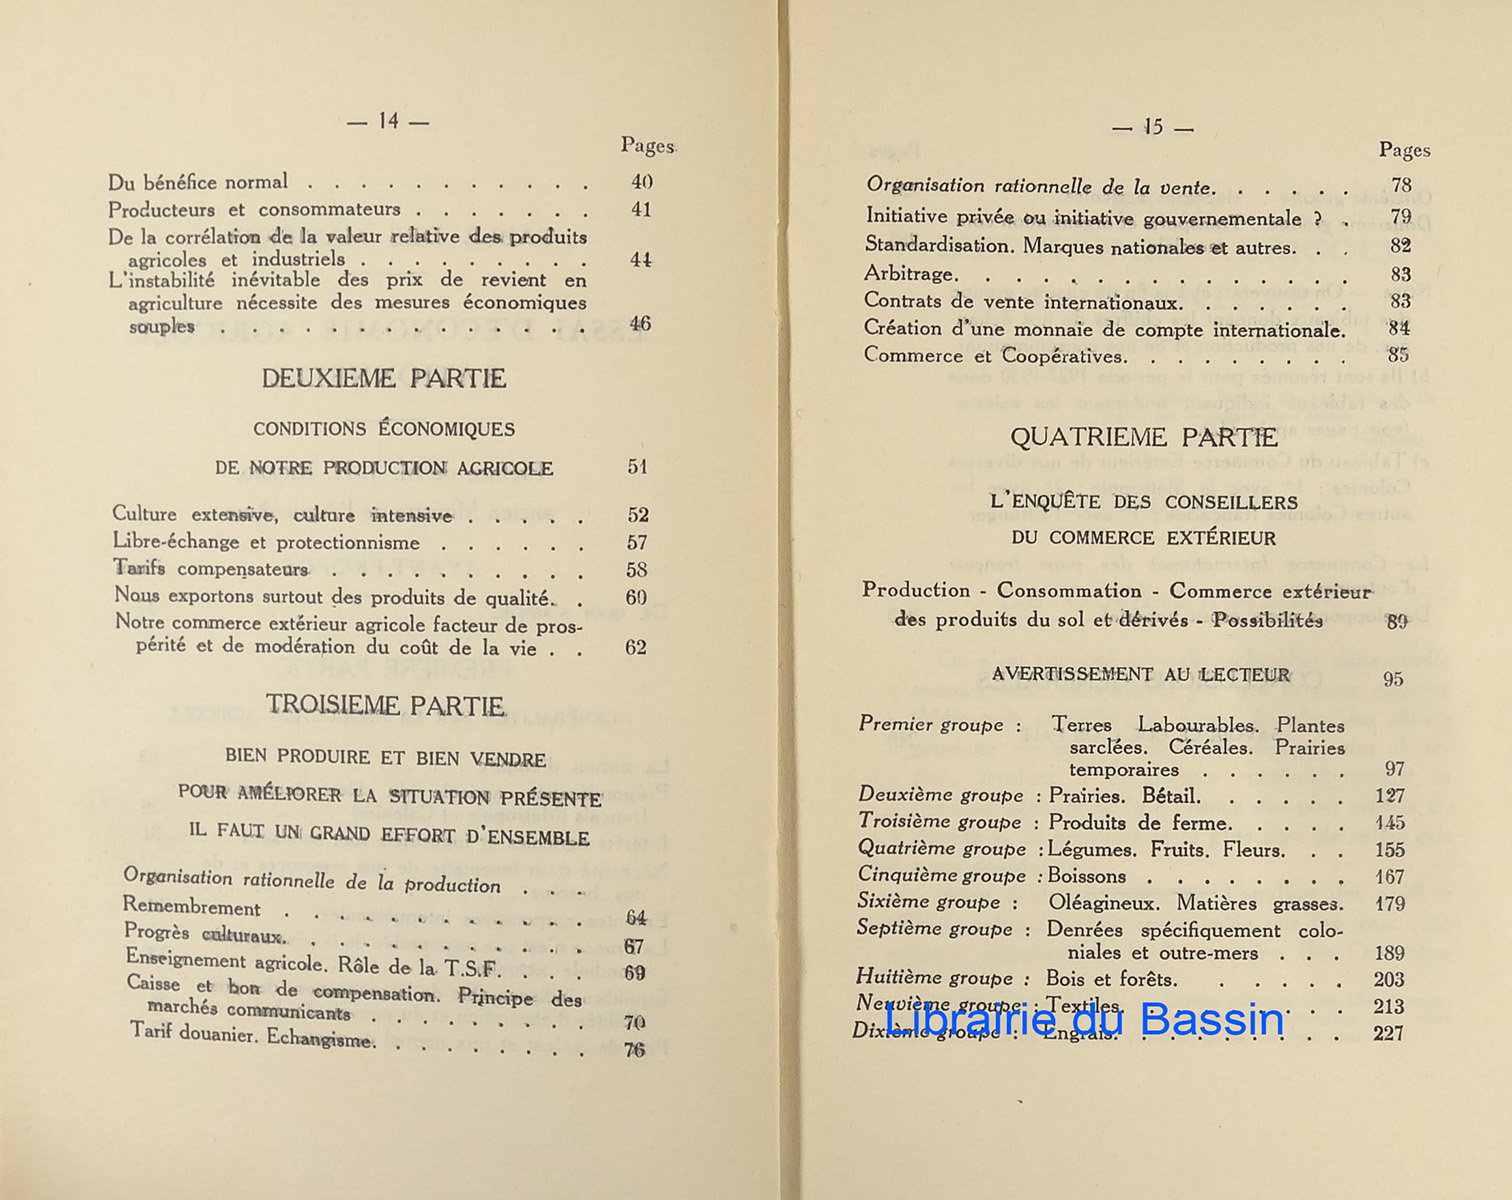 — 14 —
Pages
Du bénéfice normal . . . . . . . . . . . 40
Producteurs et consommateurs . . . . . . . 41
De la corrélation de la valeur relative des produits
agricoles et industriels . . . . . . . . . 44
L'instabilité inévitable des prix de revient en
agriculture nécessite des mesures économiques
souples . . . . . . . . . . . . . . 46
DEUXIEME PARTIE
CONDITIONS ÉCONOMIQUES
DE NOTRE PRODUCTION AGRICOLE 51
Culture extensive, culture intensive . . . . . 52
Libre-échange et protectionnisme . . . . . . 57
Tarifs compensateurs . . . . . . . . . . 58
Nous exportons surtout des produits de qualité. . 60
Notre commerce extérieur agricole facteur de pros-
périté et de modération du coût de la vie . . 62
TROISIEME PARTIE
BIEN PRODUIRE ET BIEN VENDRE
POUR AMÉLIORER LA SITUATION PRÉSENTE
IL FAUT UN GRAND EFFORT D'ENSEMBLE
Organisation rationnelle de la production . . .
Remembrement . . . . . . . . . . . . 64
Progrès culturaux. . . . . . . . . . . . 67
Enseignement agricole. Rôle de la T.S.F. . . . . 69
Caisse et bon de compensation. Principe des
marchés communicants . . . . . . . . . 70
Tarif douanier. Echangisme. . . . . . . . . 76
— 15 —
Pages
Organisation rationnelle de la vente. . . . . . 78
Initiative privée ou initiative gouvernementale ? . 79
Standardisation. Marques nationales et autres. . . 82
Arbitrage. . . . . . . . . . . . . . . 83
Contrats de vente internationaux. . . . . . . 83
Création d'une monnaie de compte internationale. 84
Commerce et Coopératives. . . . . . . . . 85
QUATRIEME PARTIE
L'ENQUÊTE DES CONSEILLERS
DU COMMERCE EXTÉRIEUR
Production - Consommation - Commerce extérieur
des produits du sol et dérivés - Possibilités 89
AVERTISSEMENT AU LECTEUR 95
Premier groupe : Terres Labourables. Plantes
sarclées. Céréales. Prairies
temporaires . . . . . . 97
Deuxième groupe : Prairies. Bétail. . . . . . 127
Troisième groupe : Produits de ferme. . . . . 145
Quatrième groupe : Légumes. Fruits. Fleurs. . . 155
Cinquième groupe : Boissons . . . . . . . . 167
Sixième groupe : Oléagineux. Matières grasses. 179
Septième groupe : Denrées spécifiquement colo-
niales et outre-mers . . . 189
Huitième groupe : Bois et forêts. . . . . . 203
Neuvième groupe : Textiles. . . . . . . . . 213
Dixième groupe : Engrais. . . . . . . . . 227
Librairie du Bassin